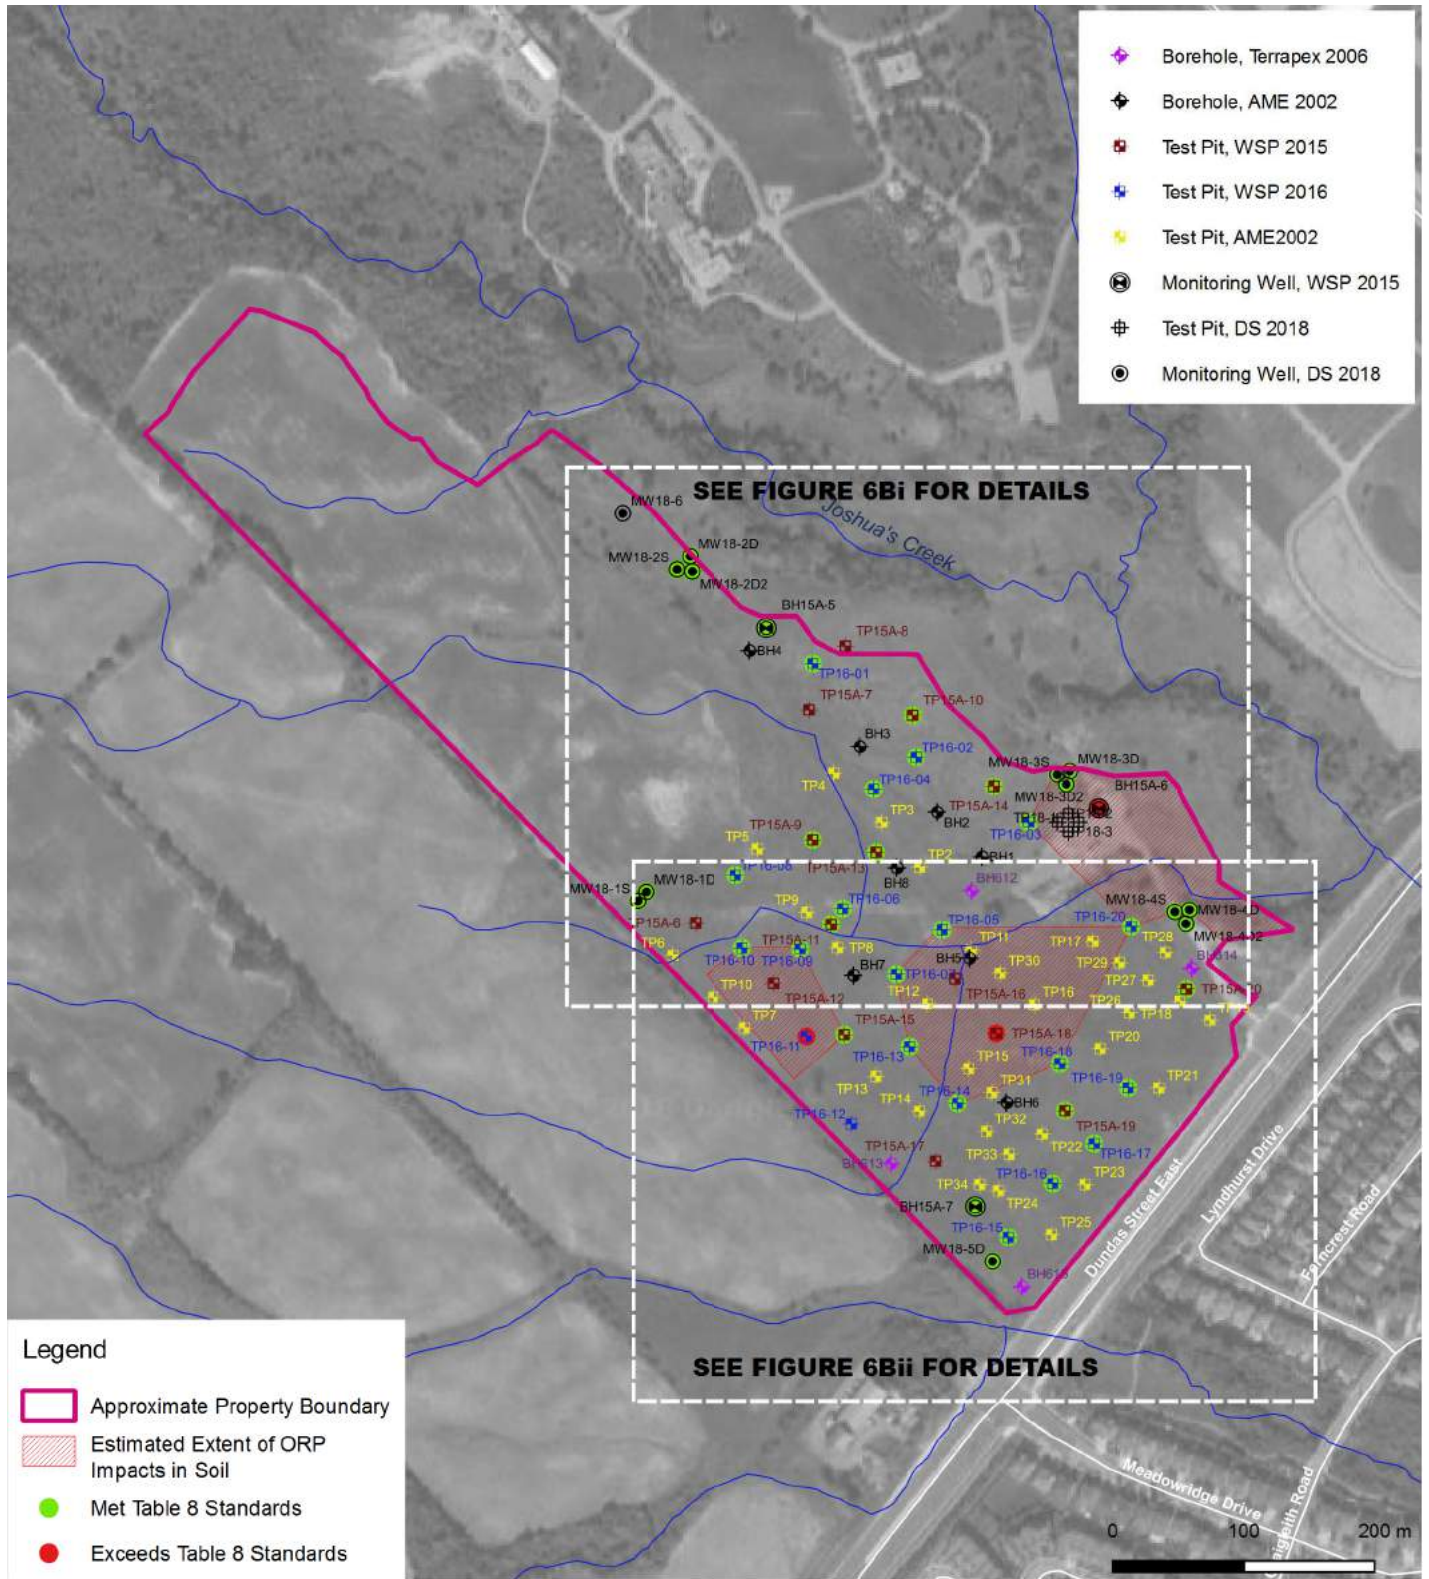 Borehole, Terrapex 2006
Borehole, AME 2002
Test Pit, WSP 2015
Test Pit, WSP 2016
Test Pit, AME2002
Monitoring Well, WSP 2015
Test Pit, DS 2018
Monitoring Well, DS 2018
SEE FIGURE 6Bi FOR DETAILS
Joshua's Creek
MW18-6
MW18-2D
MW18-2S
MW18-2D2
BH15A-5
TP15A-8
BH4
TP16-01
TP15A-7
TP15A-10
BH3
TP16-02
MW18-3S
MW18-3D
TP4
TP16-04
BH15A-6
MW18-3D2
TP15A-14
TP3
BH2
TP16-03
TP15A-9
TP5
TP15A-13
TP2
BH1
BH8
MW18-1S
MW18-1D
BH612
MW18-4S
MW18-4D
TP9
TP16-06
TP15A-6
TP16-05
TP16-20
MW18-4D2
TP6
TP16-10
TP15A-11
TP16-09
TP8
TP11
TP17
TP28
BH5
BH614
BH7
TP30
TP29
TP27
TP10
TP15A-12
TP12
TP15A-16
TP16
TP26
TP7
TP15A-15
TP18
TP16-11
TP15A-18
TP16-13
TP20
TP15
TP16-18
TP16-19
TP21
TP13
TP31
TP16-14
TP14
BH6
TP16-12
TP32
TP15A-19
TP15A-17
TP22
TP16-17
BH613
TP33
TP16-16
TP23
TP34
TP24
BH15A-7
TP16-15
TP25
MW18-5D
Dundas Street East
Lyndhurst Drive
Ferncrest Road
SEE FIGURE 6Bii FOR DETAILS
Meadowridge Drive
Road
0 100 200 m
Legend
Approximate Property Boundary
Estimated Extent of ORP
Impacts in Soil
Met Table 8 Standards
Exceeds Table 8 Standards